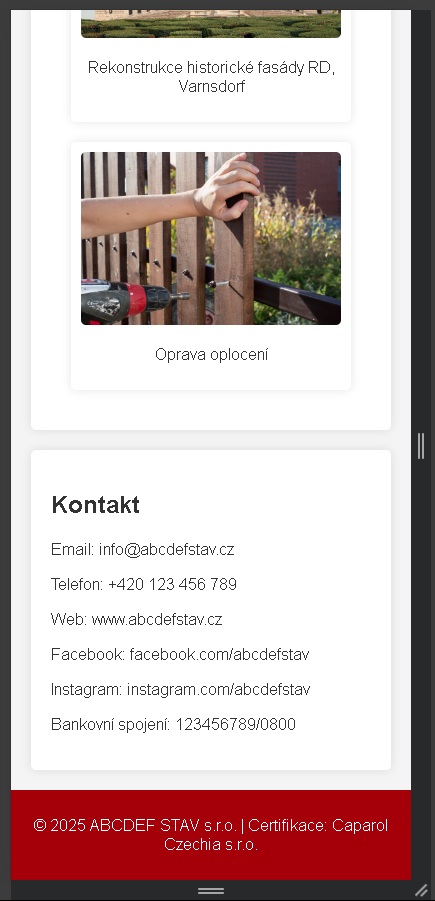 Rekonstrukce historické fasády RD,
Varnsdorf
Oprava oplocení
Kontakt
Email: info@abcdefstav.cz
Telefon: +420 123 456 789
Web: www.abcdefstav.cz
Facebook: facebook.com/abcdefstav
Instagram: instagram.com/abcdefstav
Bankovní spojení: 123456789/0800
© 2025 ABCDEF STAV s.r.o. | Certifikace: Caparol
Czechia s.r.o.